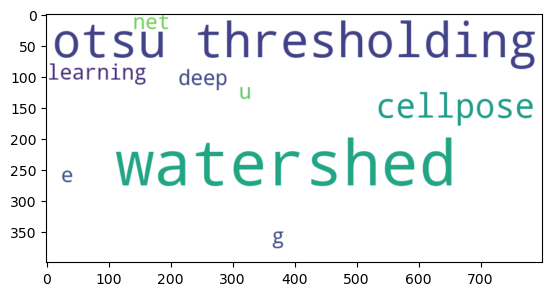 0
net
otsu thresholding
50
learning
deep
100
u
cellpose
150
200
watershed
250
e
300
g
350
0 100 200 300 400 500 600 700